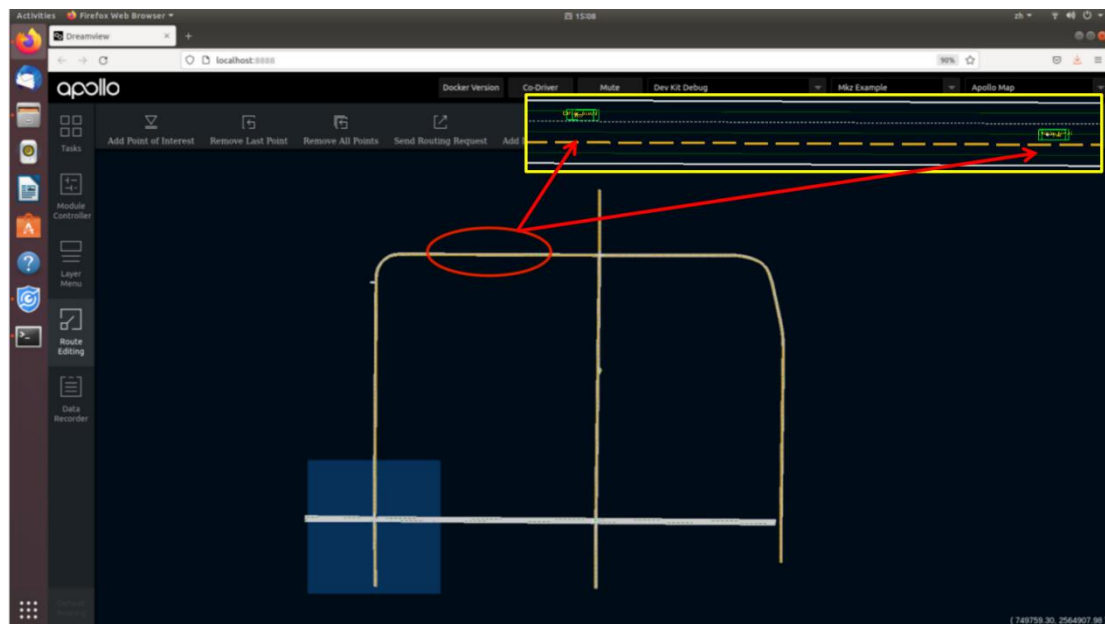 Activities
Firefox Web Browser
15:08
zh
Dreamview
×
+
localhost:8888
90%
apollo
Docker Version
Co-Driver
Mute
Dev Kit Debug
Mkz Example
Apollo Map
Tasks
Add Point of Interest
Remove Last Point
Remove All Points
Send Routing Request
Module
Controller
Layer
Menu
Route
Editing
Data
Recorder
( 749759.30, 2564907.98